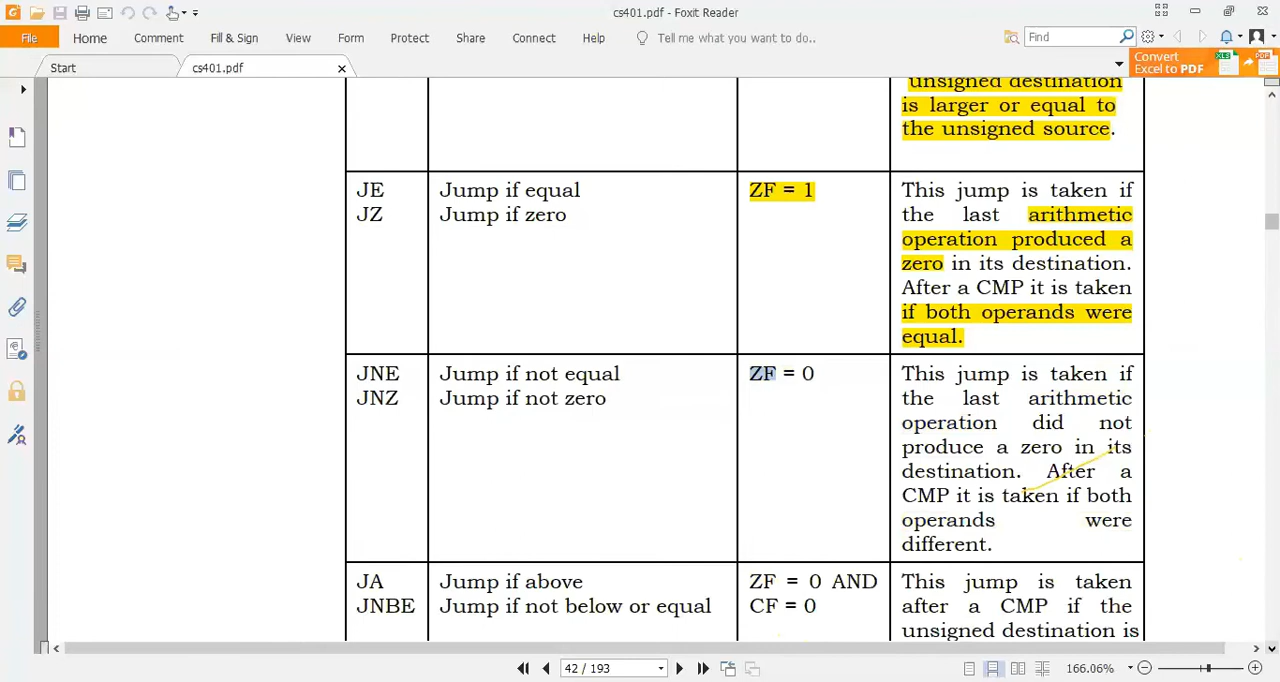 cs401.pdf - Foxit Reader
File Home Comment Fill & Sign View Form Protect Share Connect Help Tell me what you want to do.. Find
Start cs401.pdf
Convert
Excel to PDF
unsigned destination
is larger or equal to
the unsigned source.
JE Jump if equal ZF = 1 This jump is taken if
JZ Jump if zero the last arithmetic
operation produced a
zero in its destination.
After a CMP it is taken
if both operands were
equal.
JNE Jump if not equal ZF = 0 This jump is taken if
JNZ Jump if not zero the last arithmetic
operation did not
produce a zero in its
destination. After a
CMP it is taken if both
operands were
different.
JA Jump if above ZF = 0 AND This jump is taken
JNBE Jump if not below or equal CF = 0 after a CMP if the
unsigned destination is
42 / 193 166.06%